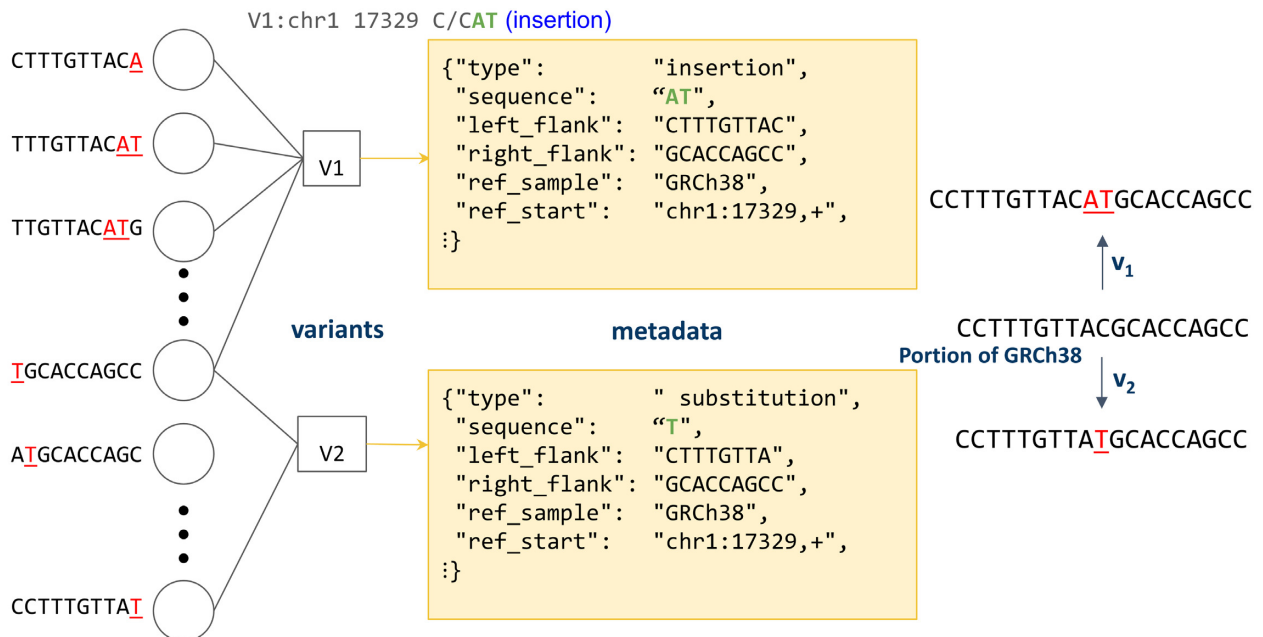 V1:chr1 17329 C/CAT (insertion)
CTTTGTTACA
TTTGTTACAT
TTGTTACATG
TGCACCAGCC
ATGCACCAGC
CCTTTGTTAT
V1
V2
variants
metadata
{"type": "insertion",
"sequence": “AT",
"left_flank": "CTTTGTTAC",
"right_flank": "GCACCAGCC",
"ref_sample": "GRCh38",
"ref_start": "chr1:17329,+",
⋮}
{"type": " substitution",
"sequence": “T",
"left_flank": "CTTTGTTA",
"right_flank": "GCACCAGCC",
"ref_sample": "GRCh38",
"ref_start": "chr1:17329,+",
⋮}
CCTTTGTTACATGCACCAGCC
v1
CCTTTGTTACGCACCAGCC
Portion of GRCh38
v2
CCTTTGTTATGCACCAGCC